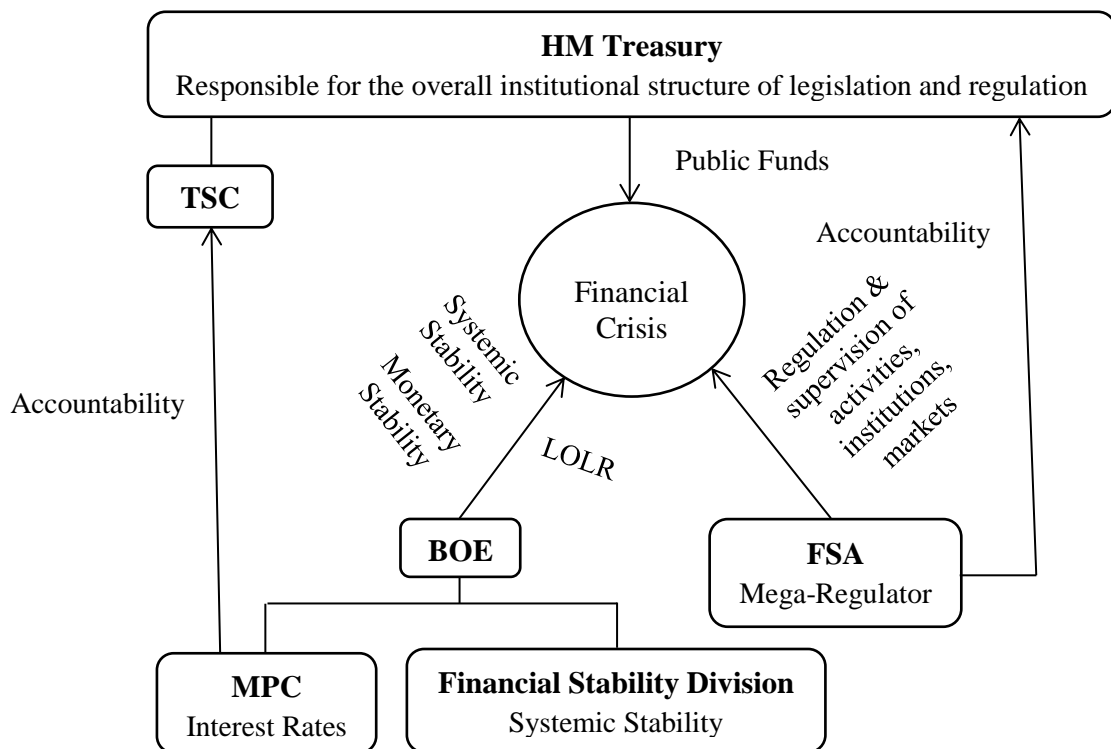 HM Treasury
Responsible for the overall institutional structure of legislation and regulation
Public Funds
TSC
Accountability
Financial
Crisis
Regulation &
supervision of
activities,
institutions,
markets
Systemic
Stability
Monetary
Stability
Accountability
LOLR
BOE
FSA
Mega-Regulator
MPC
Interest Rates
Financial Stability Division
Systemic Stability